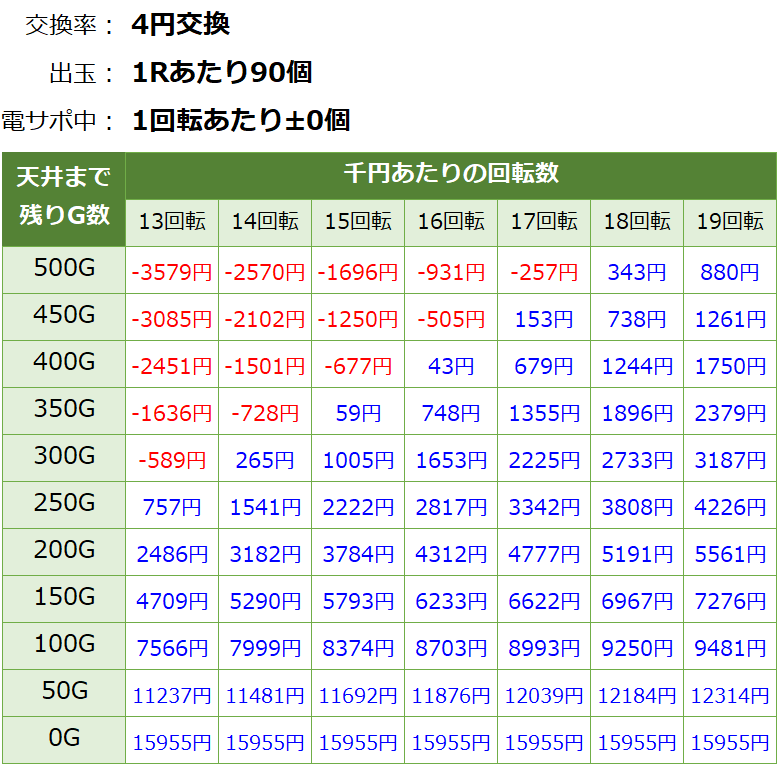 交換率： 4円交換
出玉： 1Rあたり90個
電サポ中： 1回転あたり±0個
天井まで残りG数 千円あたりの回転数
13回転 14回転 15回転 16回転 17回転 18回転 19回転
500G -3579円 -2570円 -1696円 -931円 -257円 343円 880円
450G -3085円 -2102円 -1250円 -505円 153円 738円 1261円
400G -2451円 -1501円 -677円 43円 679円 1244円 1750円
350G -1636円 -728円 59円 748円 1355円 1896円 2379円
300G -589円 265円 1005円 1653円 2225円 2733円 3187円
250G 757円 1541円 2222円 2817円 3342円 3808円 4226円
200G 2486円 3182円 3784円 4312円 4777円 5191円 5561円
150G 4709円 5290円 5793円 6233円 6622円 6967円 7276円
100G 7566円 7999円 8374円 8703円 8993円 9250円 9481円
50G 11237円 11481円 11692円 11876円 12039円 12184円 12314円
0G 15955円 15955円 15955円 15955円 15955円 15955円 15955円